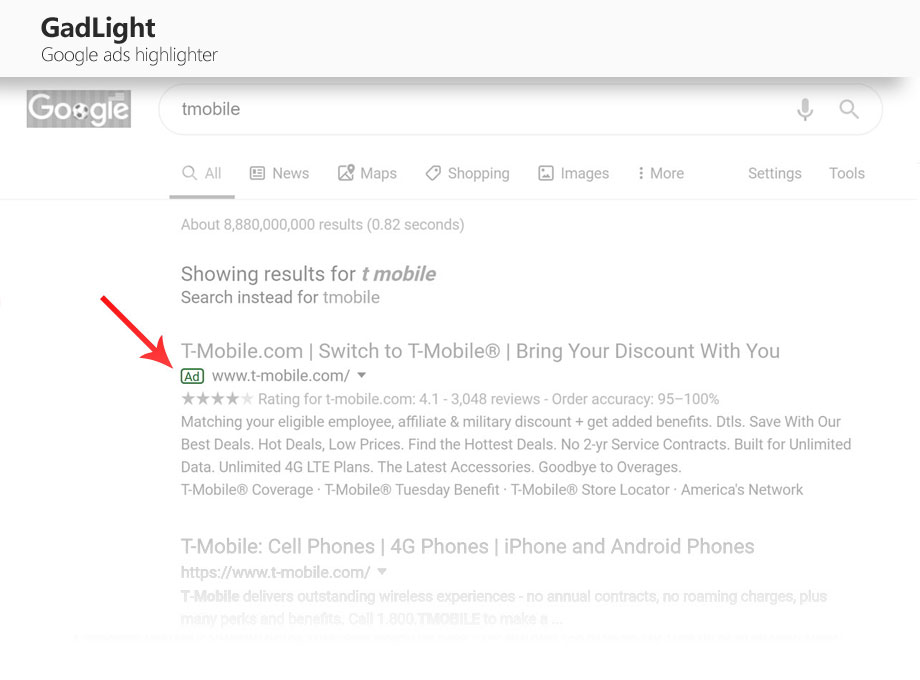 GadLight
Google ads highlighter
Google
tmobile
All News Maps Shopping Images More Settings Tools
About 8,880,000,000 results (0.82 seconds)
Showing results for t mobile
Search instead for tmobile
T-Mobile.com | Switch to T-Mobile® | Bring Your Discount With You
Ad www.t-mobile.com/
Rating for t-mobile.com: 4.1 - 3,048 reviews - Order accuracy: 95–100%
Matching your eligible employee, affiliate & military discount + get added benefits. Dtls. Save With Our
Best Deals. Hot Deals, Low Prices. Find the Hottest Deals. No 2-yr Service Contracts. Built for Unlimited
Data. Unlimited 4G LTE Plans. The Latest Accessories. Goodbye to Overages.
T-Mobile® Coverage · T-Mobile® Tuesday Benefit · T-Mobile® Store Locator · America's Network
T-Mobile: Cell Phones | 4G Phones | iPhone and Android Phones
https://www.t-mobile.com/
T-Mobile delivers outstanding wireless experiences - no annual contracts, no roaming charges, plus
many perks and benefits. Call 1.800.TMOBILE to make a ...